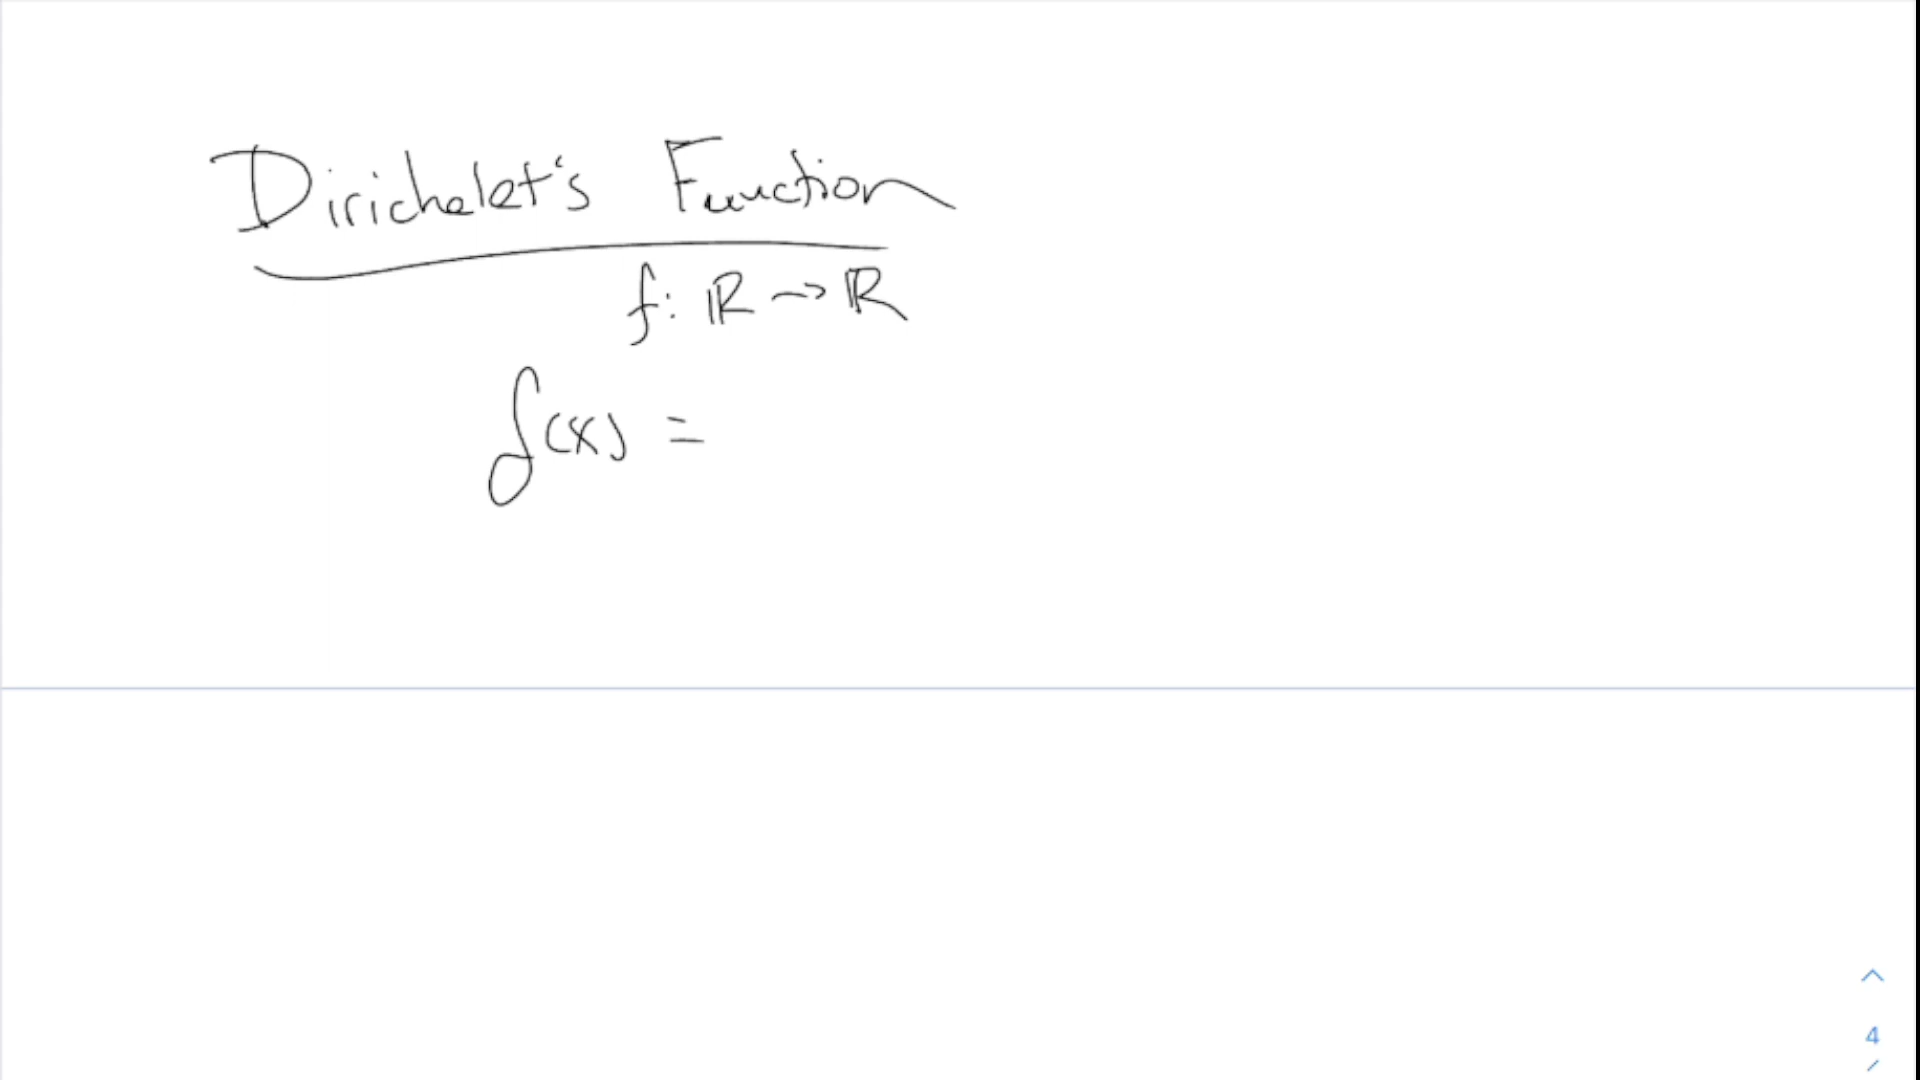 Dirichelet's Function
f: ℝ → ℝ
f(x) =
4